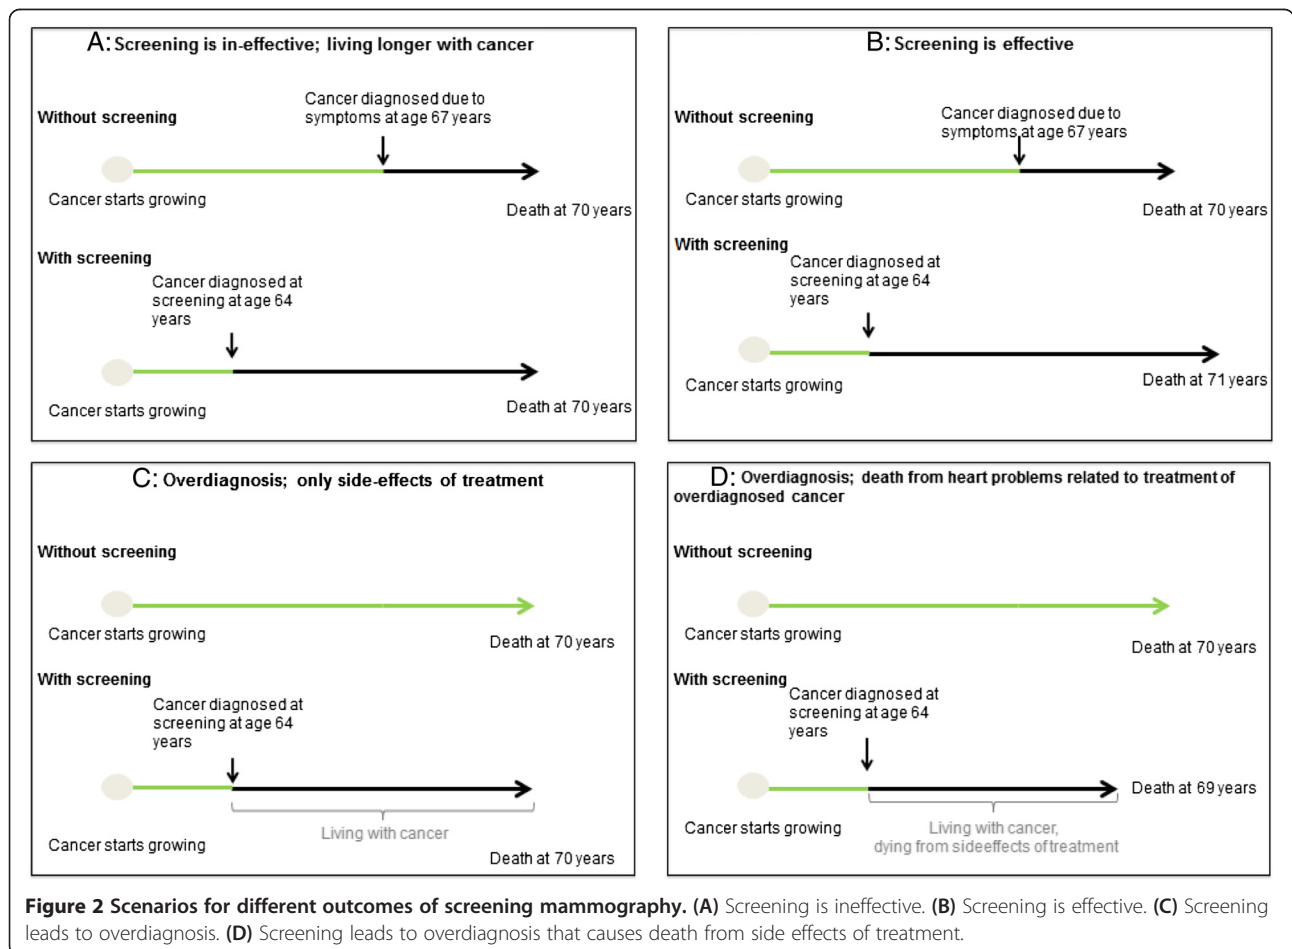 A: Screening is in-effective; living longer with cancer
Without screening
Cancer diagnosed due to
symptoms at age 67 years
Cancer starts growing
Death at 70 years
With screening
Cancer diagnosed at
screening at age 64
years
Cancer starts growing
Death at 70 years
B: Screening is effective
Without screening
Cancer diagnosed due to
symptoms at age 67 years
Cancer starts growing
Death at 70 years
With screening
Cancer diagnosed at
screening at age 64
years
Cancer starts growing
Death at 71 years
C: Overdiagnosis; only side-effects of treatment
Without screening
Cancer starts growing
Death at 70 years
With screening
Cancer diagnosed at
screening at age 64
years
Living with cancer
Cancer starts growing
Death at 70 years
D: Overdiagnosis; death from heart problems related to treatment of
overdiagnosed cancer
Without screening
Cancer starts growing
Death at 70 years
With screening
Cancer diagnosed at
screening at age 64
years
Death at 69 years
Cancer starts growing
Living with cancer,
dying from sideeffects of treatment
Figure 2 Scenarios for different outcomes of screening mammography. (A) Screening is ineffective. (B) Screening is effective. (C) Screening
leads to overdiagnosis. (D) Screening leads to overdiagnosis that causes death from side effects of treatment.